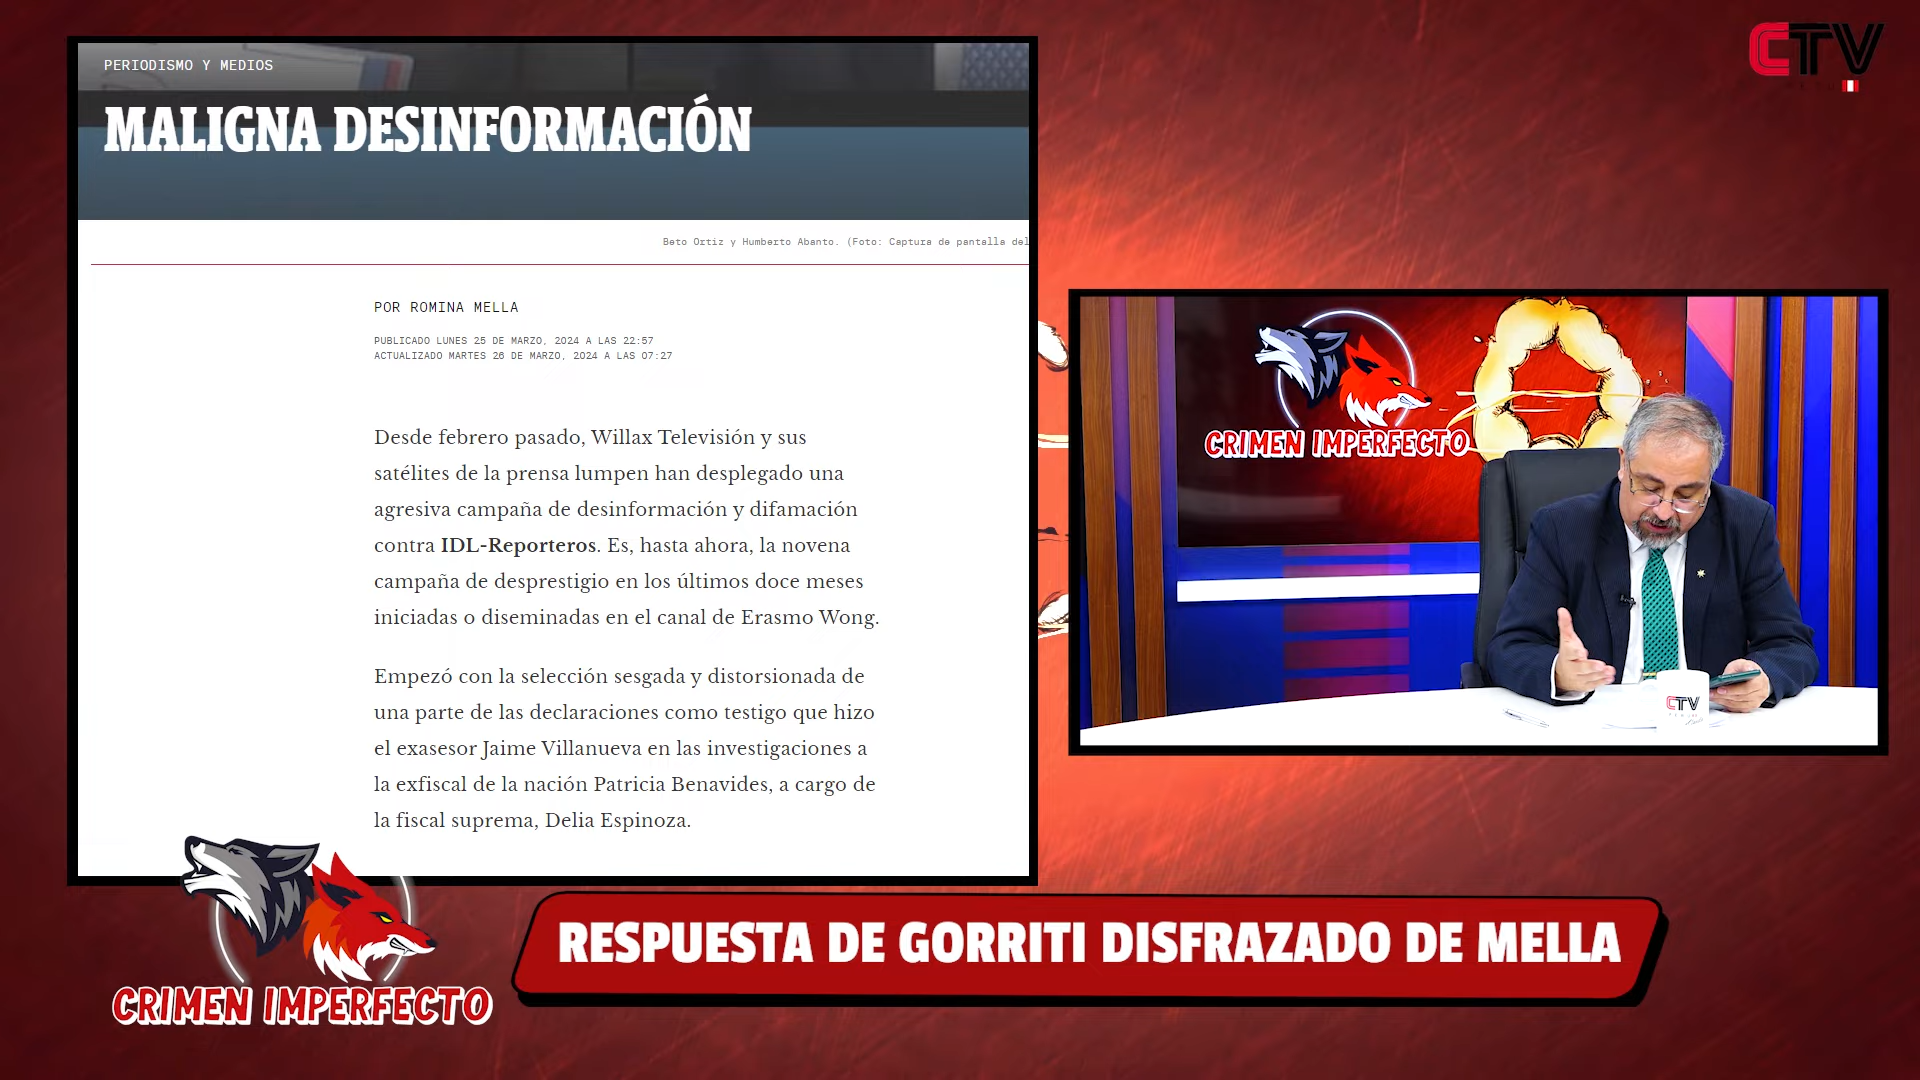 PERIODISMO Y MEDIOS
MALIGNA DESINFORMACIÓN
Beto Ortiz y Humberto Abanto. (Foto: Captura de pantalla del
POR ROMINA MELLA
PUBLICADO LUNES 25 DE MARZO, 2024 A LAS 22:57
ACTUALIZADO MARTES 26 DE MARZO, 2024 A LAS 07:27
Desde febrero pasado, Willax Televisión y sus
satélites de la prensa lumpen han desplegado una
agresiva campaña de desinformación y difamación
contra IDL-Reporteros. Es, hasta ahora, la novena
campaña de desprestigio en los últimos doce meses
iniciadas o diseminadas en el canal de Erasmo Wong.
Empezó con la selección sesgada y distorsionada de
una parte de las declaraciones como testigo que hizo
el exasesor Jaime Villanueva en las investigaciones a
la exfiscal de la nación Patricia Benavides, a cargo de
la fiscal suprema, Delia Espinoza.
CTV
CRIMEN IMPERFECTO
CTV
CRIMEN IMPERFECTO
RESPUESTA DE GORRITI DISFRAZADO DE MELLA